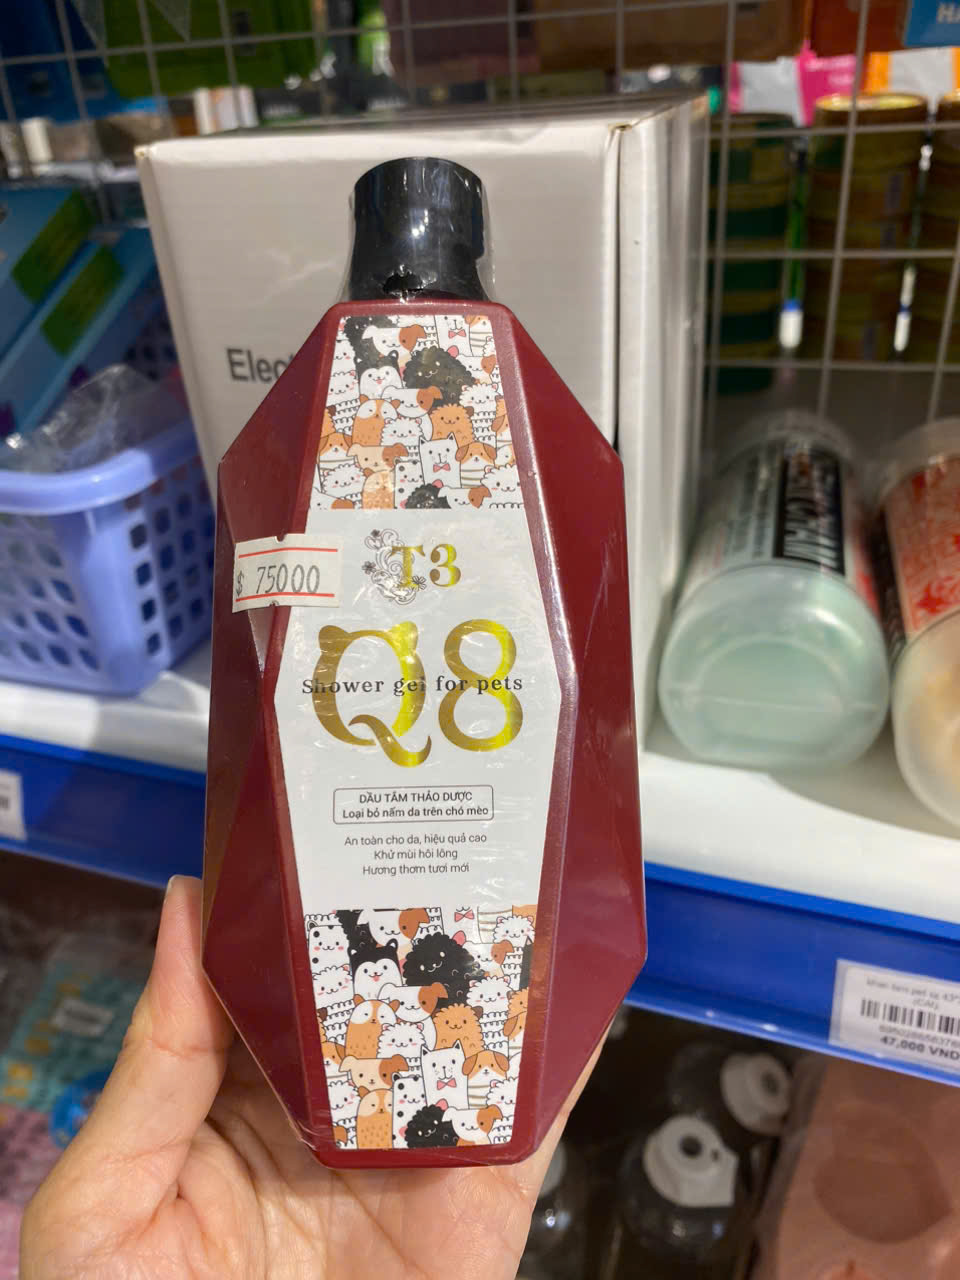 Elec
$ 75000
T3
Q8
Shower gel for pets
DẦU TẮM THẢO DƯỢC
Loại bỏ nấm da trên chó mèo
An toàn cho da, hiệu quả cao
Khử mùi hôi lông
Hương thơm tươi mới
47,000 VND